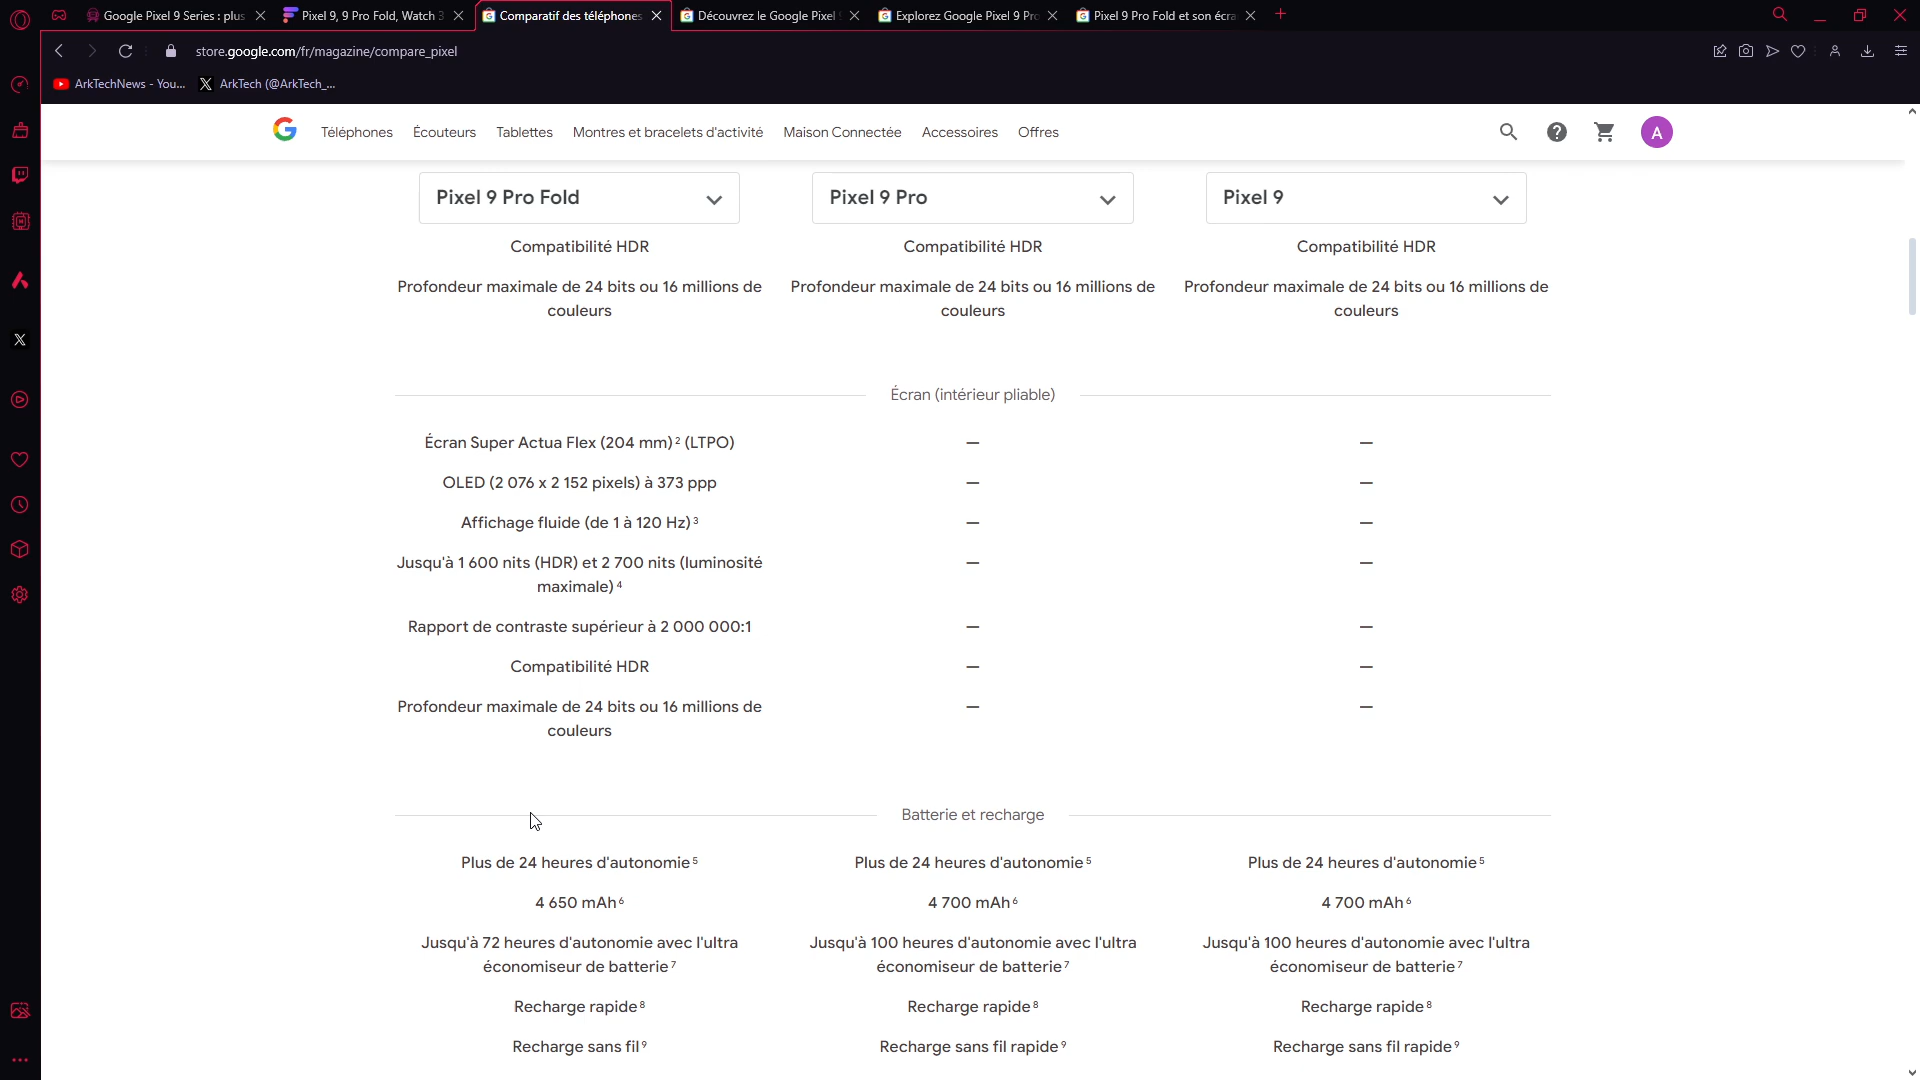 Google Pixel 9 Series : plus
Pixel 9, 9 Pro Fold, Watch 3
Comparatif des téléphones
Découvrez le Google Pixel
Explorez Google Pixel 9 Pro
Pixel 9 Pro Fold et son écra
store.google.com/fr/magazine/compare_pixel
ArkTechNews - You...
ArkTech (@ArkTech_...
Téléphones
Écouteurs
Tablettes
Montres et bracelets d'activité
Maison Connectée
Accessoires
Offres
A
Pixel 9 Pro Fold
Pixel 9 Pro
Pixel 9
Compatibilité HDR
Compatibilité HDR
Compatibilité HDR
Profondeur maximale de 24 bits ou 16 millions de
couleurs
Profondeur maximale de 24 bits ou 16 millions de
couleurs
Profondeur maximale de 24 bits ou 16 millions de
couleurs
Écran (intérieur pliable)
Écran Super Actua Flex (204 mm)² (LTPO)
—
—
OLED (2 076 x 2 152 pixels) à 373 ppp
—
—
Affichage fluide (de 1 à 120 Hz)³
—
—
Jusqu'à 1 600 nits (HDR) et 2 700 nits (luminosité
maximale)⁴
—
—
Rapport de contraste supérieur à 2 000 000:1
—
—
Compatibilité HDR
—
—
Profondeur maximale de 24 bits ou 16 millions de
couleurs
—
—
Batterie et recharge
Plus de 24 heures d'autonomie⁵
Plus de 24 heures d'autonomie⁵
Plus de 24 heures d'autonomie⁵
4 650 mAh⁶
4 700 mAh⁶
4 700 mAh⁶
Jusqu'à 72 heures d'autonomie avec l'ultra
économiseur de batterie⁷
Jusqu'à 100 heures d'autonomie avec l'ultra
économiseur de batterie⁷
Jusqu'à 100 heures d'autonomie avec l'ultra
économiseur de batterie⁷
Recharge rapide⁸
Recharge rapide⁸
Recharge rapide⁸
Recharge sans fil⁹
Recharge sans fil rapide⁹
Recharge sans fil rapide⁹